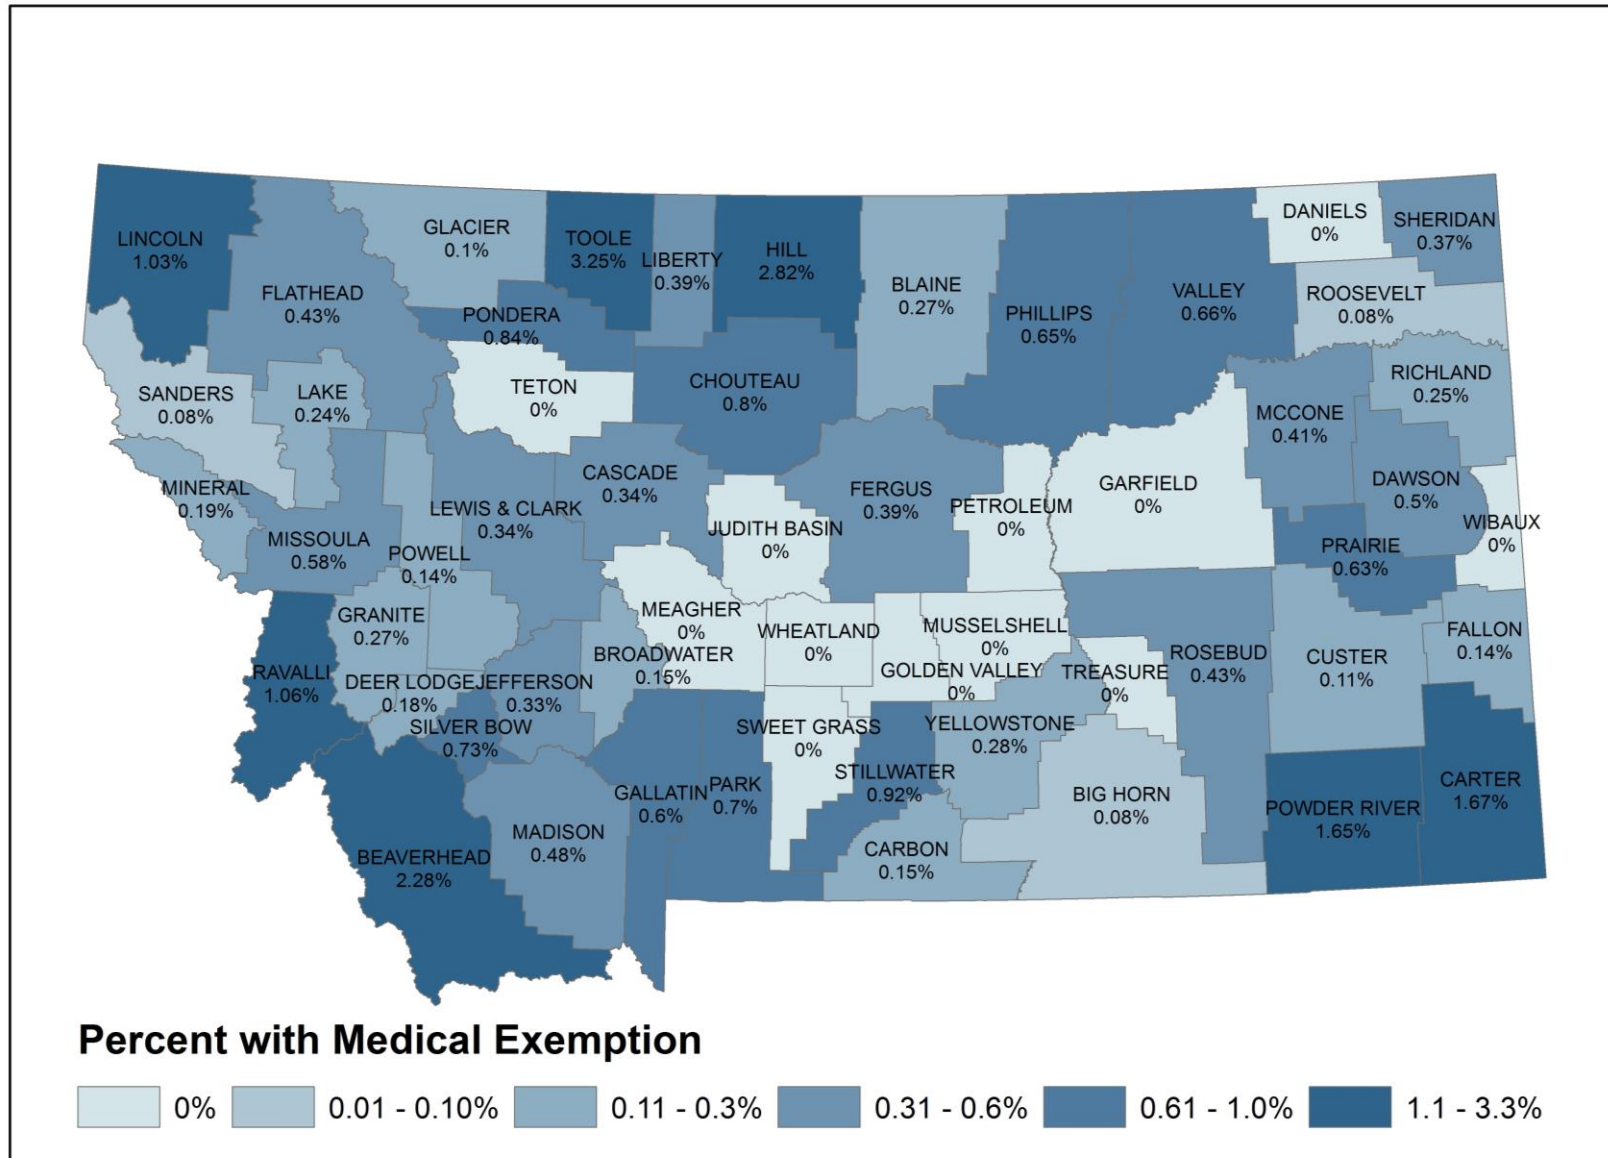 LINCOLN
1.03%
FLATHEAD
0.43%
GLACIER
0.1%
TOOLE
3.25%
LIBERTY
0.39%
HILL
2.82%
BLAINE
0.27%
PHILLIPS
0.65%
VALLEY
0.66%
DANIELS
0%
SHERIDAN
0.37%
ROOSEVELT
0.08%
PONDERA
0.84%
TETON
0%
CHOUTEAU
0.8%
RICHLAND
0.25%
SANDERS
0.08%
LAKE
0.24%
MCCONE
0.41%
MINERAL
0.19%
MISSOULA
0.58%
POWELL
0.14%
LEWIS & CLARK
0.34%
CASCADE
0.34%
JUDITH BASIN
0%
FERGUS
0.39%
PETROLEUM
0%
GARFIELD
0%
DAWSON
0.5%
WIBAUX
0%
PRAIRIE
0.63%
GRANITE
0.27%
MEAGHER
0%
WHEATLAND
0%
MUSSELSHELL
0%
GOLDEN VALLEY
0%
TREASURE
0%
ROSEBUD
0.43%
CUSTER
0.11%
FALLON
0.14%
RAVALLI
1.06%
DEER LODGE
0.18%
JEFFERSON
0.33%
BROADWATER
0.15%
SILVER BOW
0.73%
SWEET GRASS
0%
YELLOWSTONE
0.28%
STILLWATER
0.92%
BIG HORN
0.08%
POWDER RIVER
1.65%
CARTER
1.67%
BEAVERHEAD
2.28%
MADISON
0.48%
GALLATIN
0.6%
PARK
0.7%
CARBON
0.15%
Percent with Medical Exemption
0% 0.01 - 0.10% 0.11 - 0.3% 0.31 - 0.6% 0.61 - 1.0% 1.1 - 3.3%